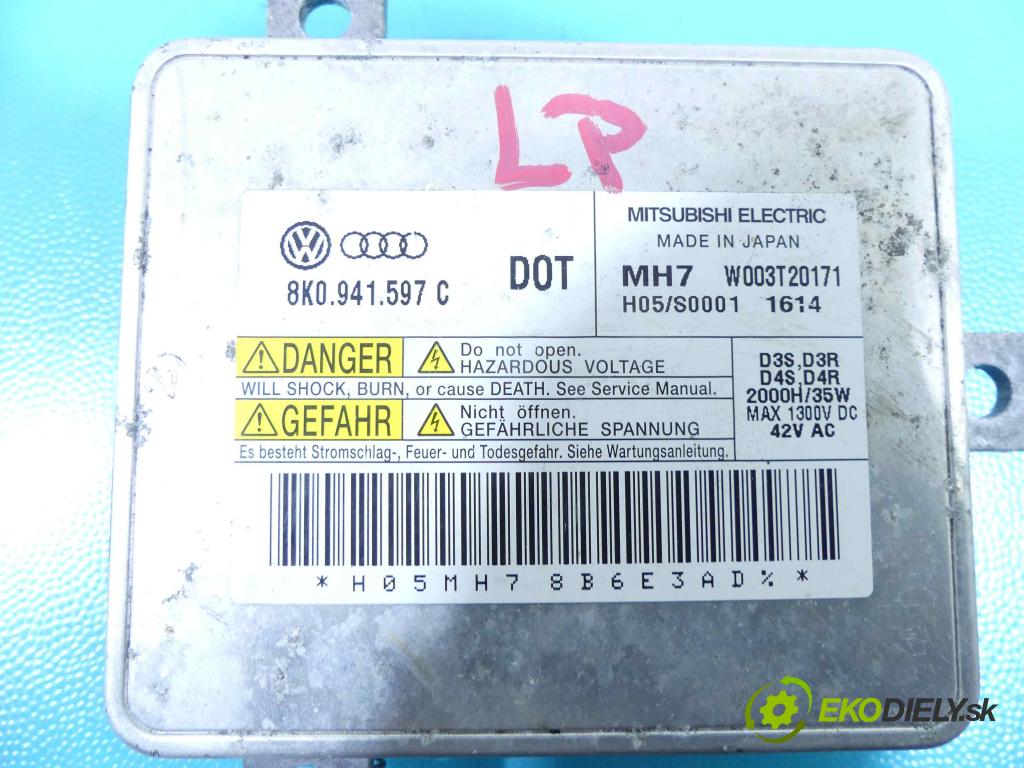 LP
VW
8K0.941.597 C
DOT
MITSUBISHI ELECTRIC
MADE IN JAPAN
MH7 W003T20171
H05/S0001 1614
DANGER
Do not open.
HAZARDOUS VOLTAGE
WILL SHOCK, BURN, or cause DEATH. See Service Manual.
GEFAHR
Nicht öffnen.
GEFÄHRLICHE SPANNUNG
Es besteht Stromschlag-, Feuer- und Todesgefahr. Siehe Wartungsanleitung.
D3S,D3R
D4S,D4R
2000H/35W
MAX 1300V DC
42V AC
*H05MH7 8B6E3AD%*
EKODIELY.sk